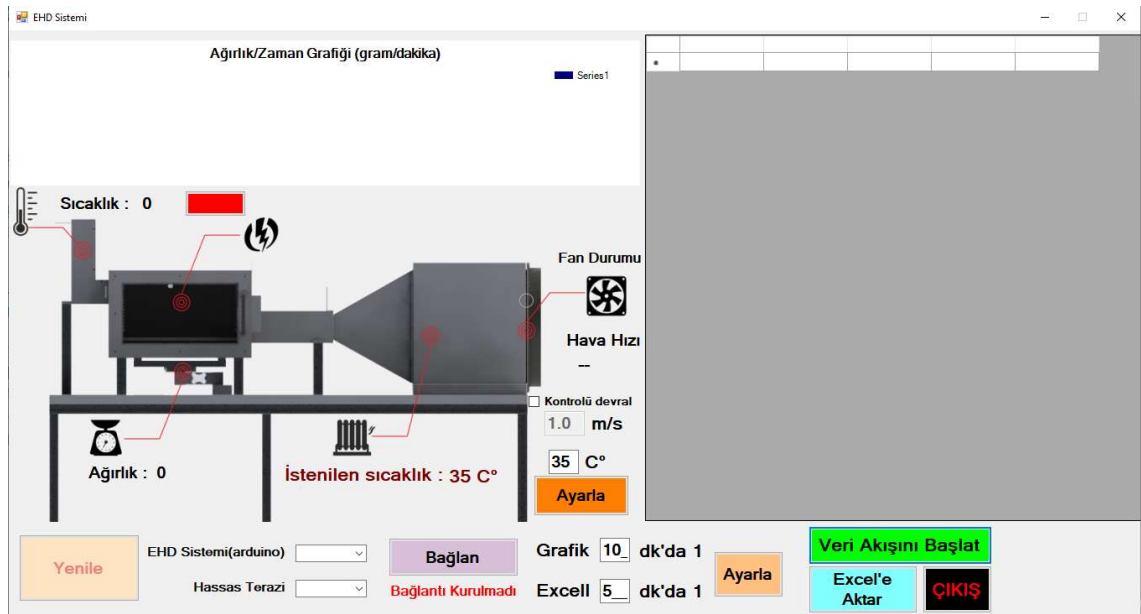 EHD Sistemi
Ağırlık/Zaman Grafiği (gram/dakika)
Series1
Sıcaklık : 0
Fan Durumu
Hava Hızı
--
Kontrolü devral
1.0 m/s
35 C°
Ayarla
Ağırlık : 0
İstenilen sıcaklık : 35 C°
Yenile
EHD Sistemi(arduino)
Hassas Terazi
Bağlan
Bağlantı Kurulmadı
Grafik 10_ dk'da 1
Excell 5__ dk'da 1
Ayarla
Veri Akışını Başlat
Excel'e
Aktar
ÇIKIŞ